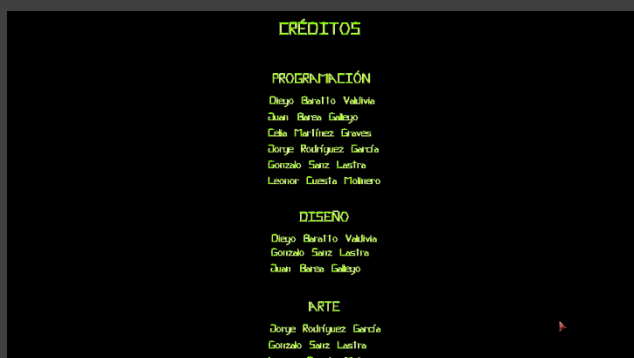 CRÉDITOS
PROGRAMACIÓN
Diego Baratto Valdivia
Juan Barea Gallego
Celia Martínez Graves
Jorge Rodríguez García
Gonzalo Sanz Lastra
Leonor Cuesta Molinero
DISEÑO
Diego Baratto Valdivia
Gonzalo Sanz Lastra
Juan Barea Gallego
ARTE
Jorge Rodríguez García
Gonzalo Sanz Lastra